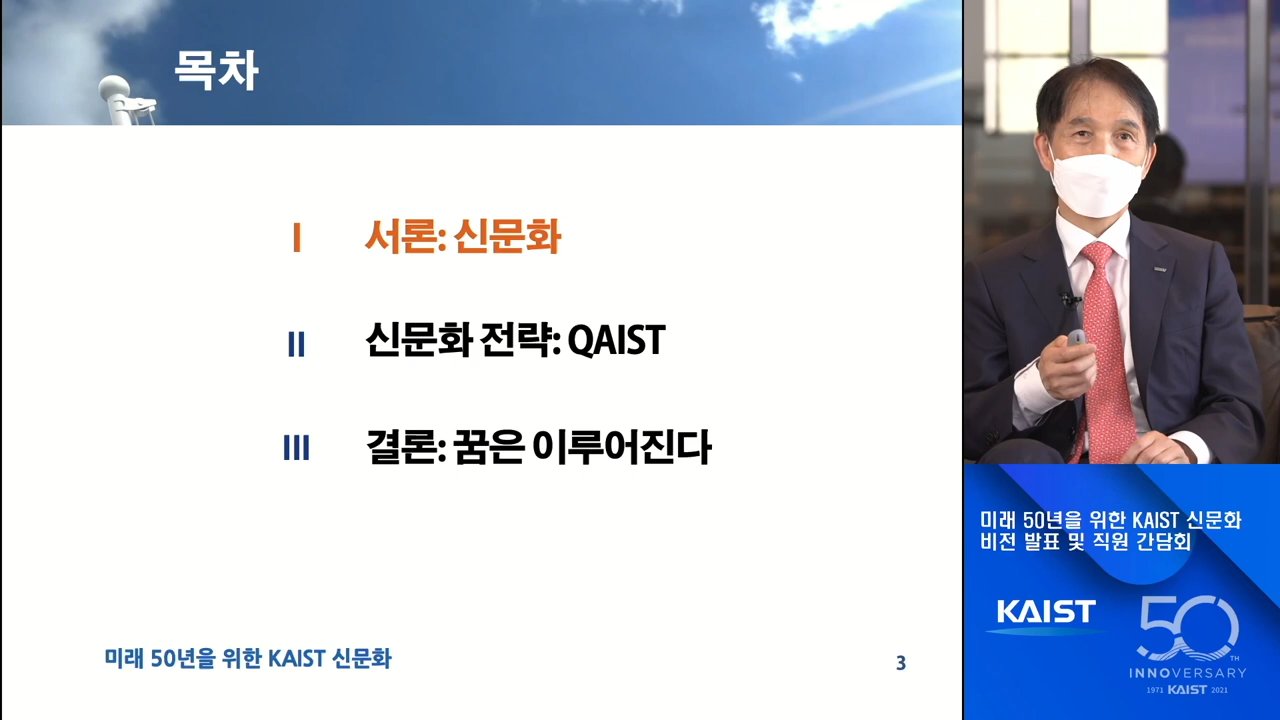 목차
I 서론: 신문화
II 신문화 전략: QAIST
III 결론: 꿈은 이루어진다
미래 50년을 위한 KAIST 신문화
3
미래 50년을 위한 KAIST 신문화
비전 발표 및 직원 간담회
KAIST
50TH
INNOVERSARY
1971 KAIST 2021